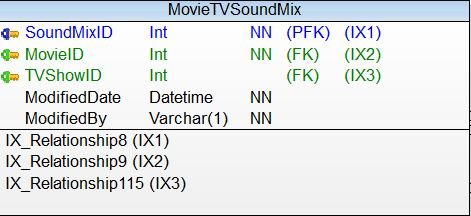 MovieTVSoundMix
SoundMixID Int NN (PFK) (IX1)
MovieID Int NN (FK) (IX2)
TVShowID Int (FK) (IX3)
ModifiedDate Datetime NN
ModifiedBy Varchar(1) NN
IX_Relationship8 (IX1)
IX_Relationship9 (IX2)
IX_Relationship115 (IX3)